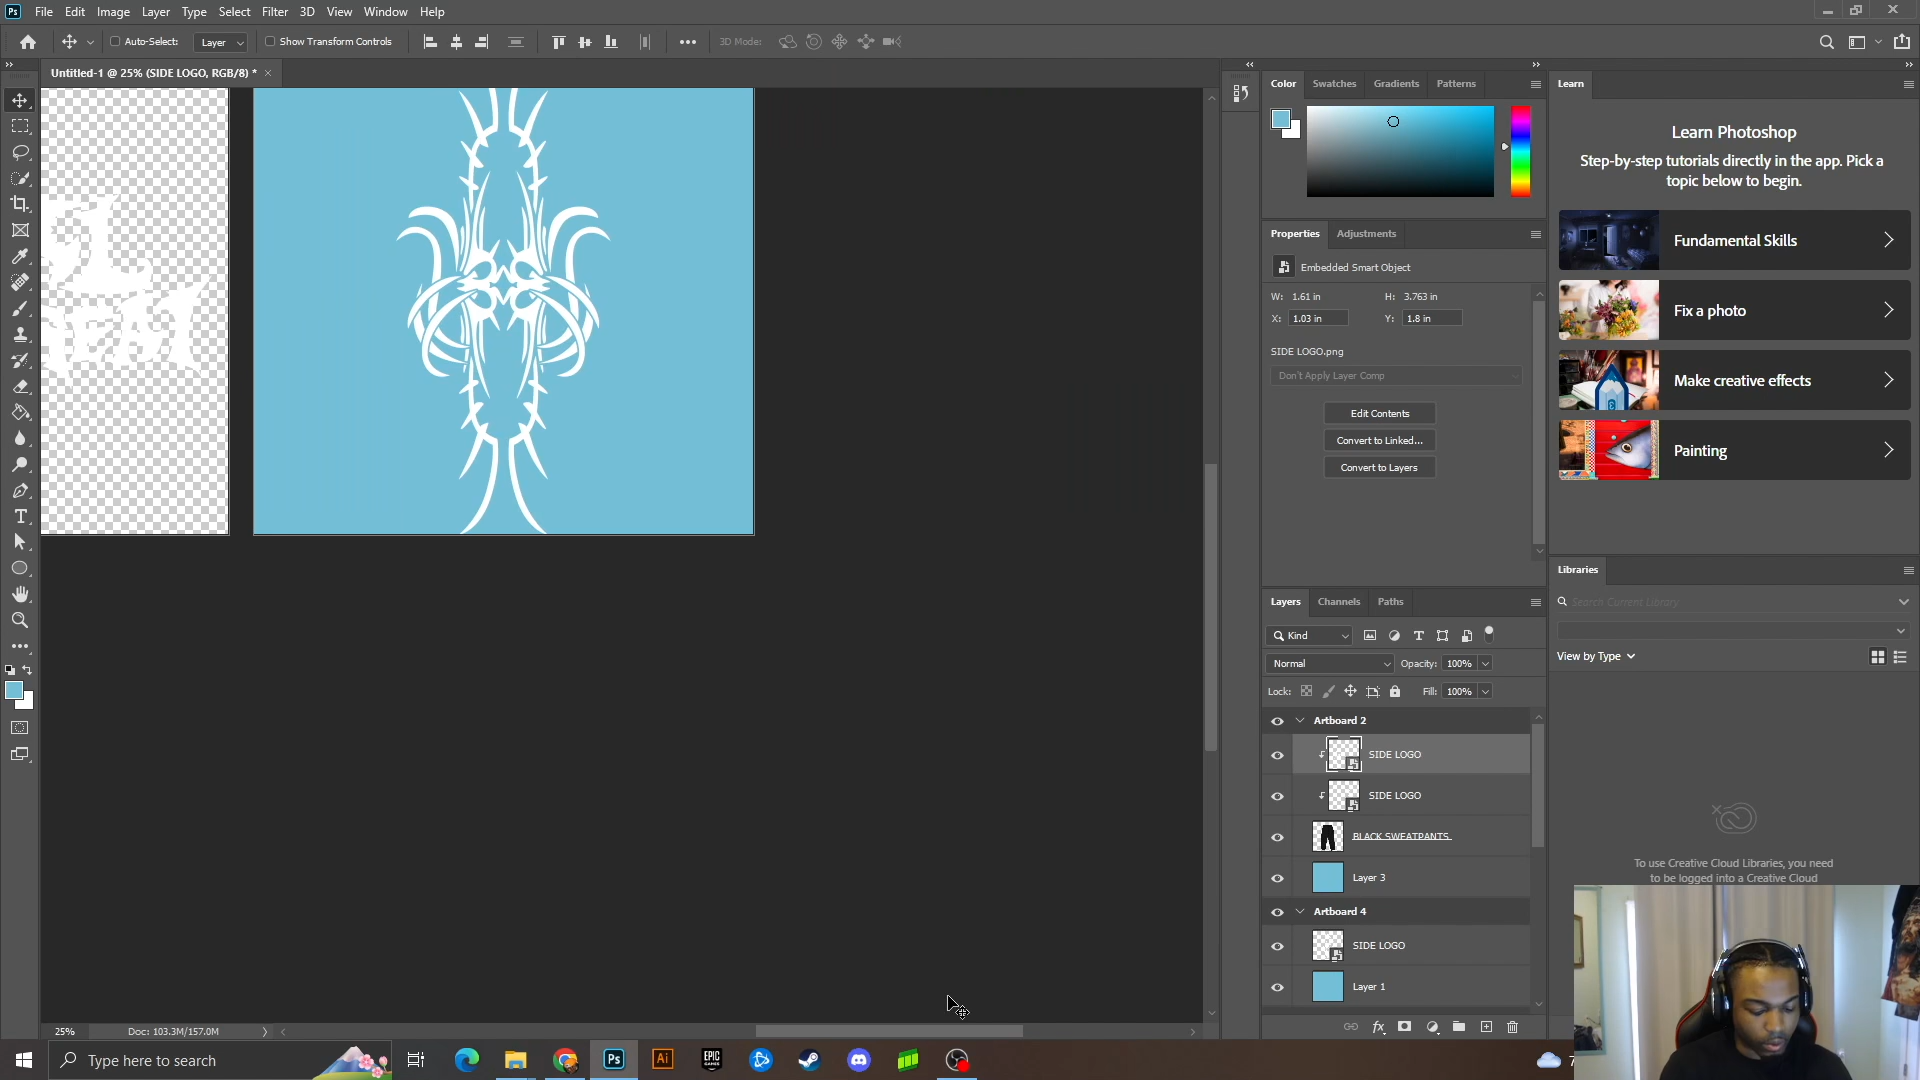 Ps File Edit Image Layer Type Select Filter 3D View Window Help
Auto-Select: Layer Show Transform Controls 3D Mode:
Untitled-1 @ 25% (SIDE LOGO, RGB/8) * ×
Color Swatches Gradients Patterns
Learn
Learn Photoshop
Step-by-step tutorials directly in the app. Pick a
topic below to begin.
Fundamental Skills
Fix a photo
Make creative effects
Painting
Properties Adjustments
Embedded Smart Object
W: 1.61 in H: 3.763 in
X: 1.03 in Y: 1.8 in
SIDE LOGO.png
Don't Apply Layer Comp
Edit Contents
Convert to Linked...
Convert to Layers
Libraries
Search Current Library
View by Type
To use Creative Cloud Libraries, you need
to be logged into a Creative Cloud
Layers Channels Paths
Kind
Normal Opacity: 100%
Lock: Fill: 100%
Artboard 2
SIDE LOGO
SIDE LOGO
BLACK SWEATPANTS
Layer 3
Artboard 4
SIDE LOGO
Layer 1
fx
25% Doc: 103.3M/157.0M
Type here to search
Ps Ai EPIC GAMES